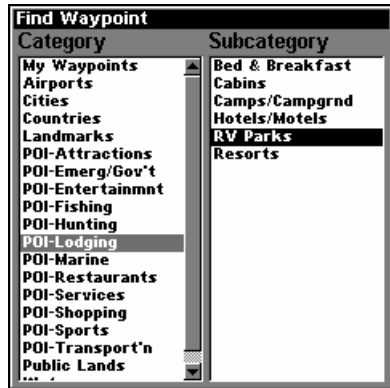 Find Waypoint
Category
My Waypoints
Airports
Cities
Countries
Landmarks
POI-Attractions
POI-Emerg/Gov't
POI-Entertainmnt
POI-Fishing
POI-Hunting
POI-Lodging
POI-Marine
POI-Restaurants
POI-Services
POI-Shopping
POI-Sports
POI-Transport'n
Public Lands
Subcategory
Bed & Breakfast
Cabins
Camps/Campgrnd
Hotels/Motels
RV Parks
Resorts